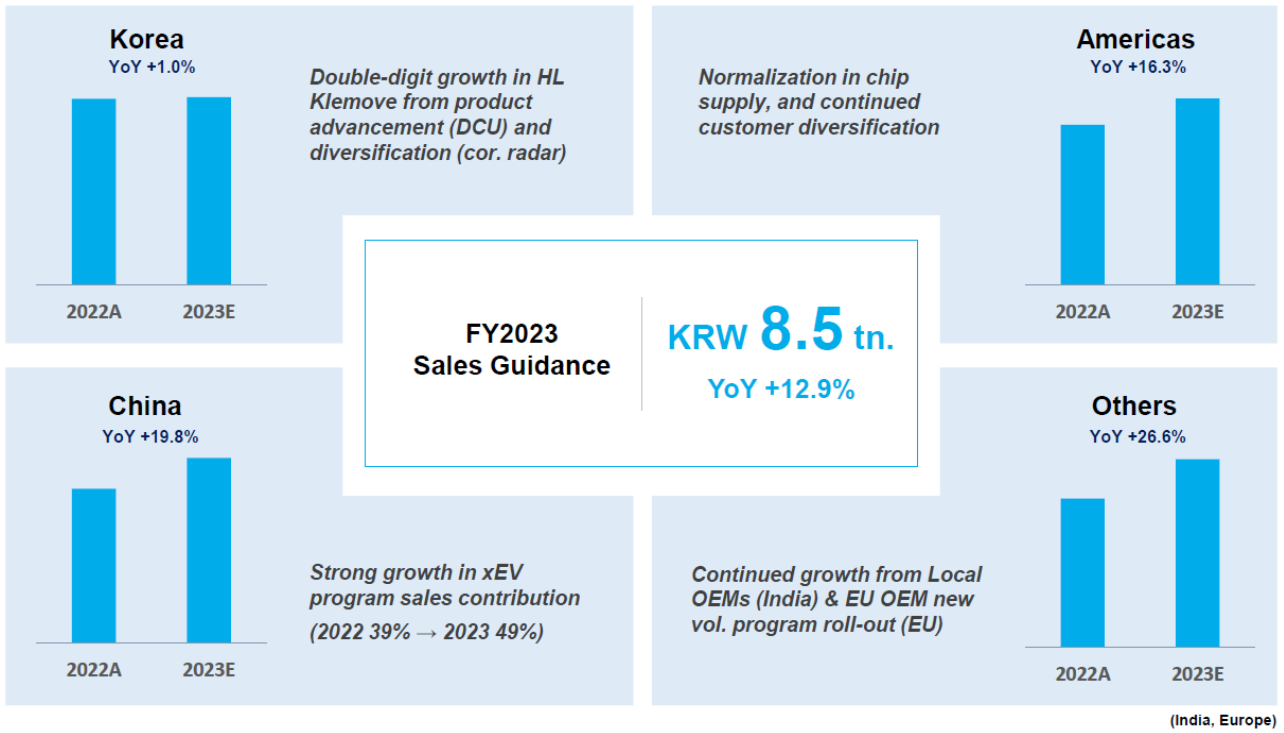 Korea
YoY +1.0%
2022A 2023E
Double-digit growth in HL
Klemove from product
advancement (DCU) and
diversification (cor. radar)
Normalization in chip
supply, and continued
customer diversification
Americas
YoY +16.3%
2022A 2023E
FY2023
Sales Guidance
KRW 8.5 tn.
YoY +12.9%
China
YoY +19.8%
2022A 2023E
Strong growth in xEV
program sales contribution
(2022 39% → 2023 49%)
Continued growth from Local
OEMs (India) & EU OEM new
vol. program roll-out (EU)
Others
YoY +26.6%
2022A 2023E
(India, Europe)